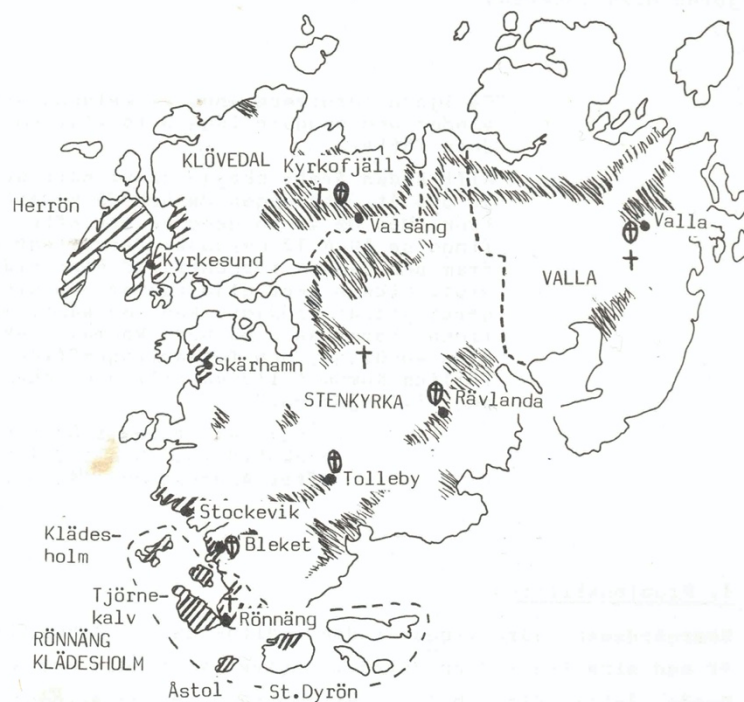 KLÖVEDAL
Kyrkofjäll
Herrön
Valsäng
Valla
Kyrkesund
VALLA
Skärhamn
STENKYRKA
Rävlanda
Tolleby
Stockevik
Klädes-
holm
Bleket
Tjörne-
kalv
Rönnäng
RÖNNÄNG
KLÄDESHOLM
Åstol
St.Dyrön